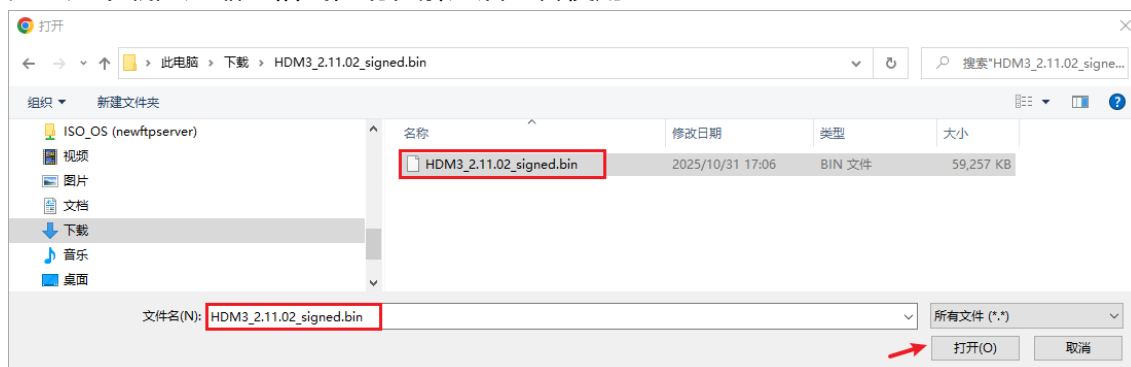 打开
此电脑 > 下载 > HDM3_2.11.02_signed.bin
搜索"HDM3_2.11.02_signe...
组织 新建文件夹
ISO_OS (newftpserver)
视频
图片
文档
下载
音乐
桌面
名称 修改日期 类型 大小
HDM3_2.11.02_signed.bin 2025/10/31 17:06 BIN 文件 59,257 KB
文件名(N): HDM3_2.11.02_signed.bin 所有文件 (*.*)
打开(O) 取消